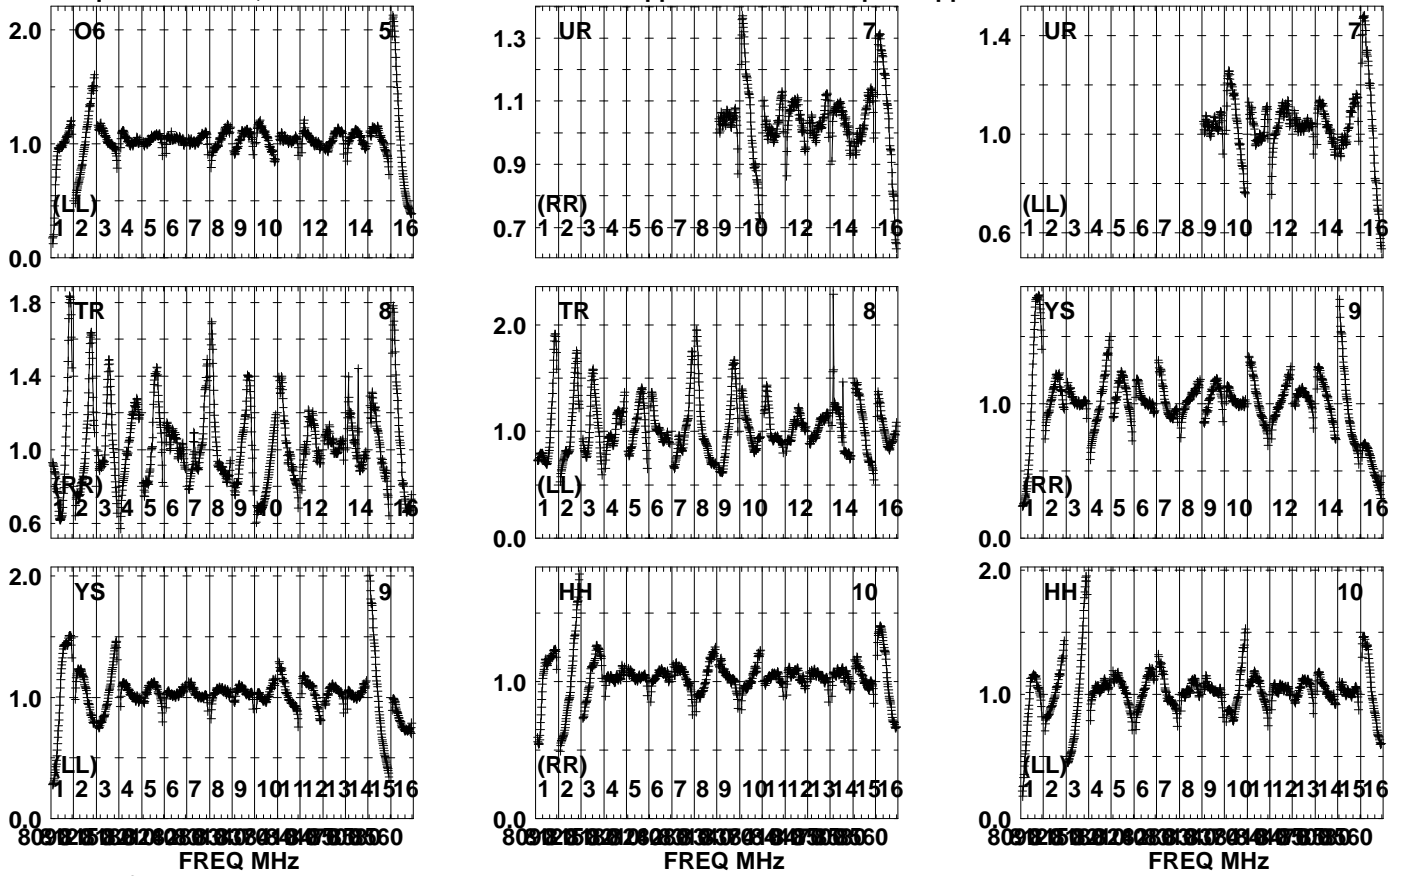 O6 5
2.0
1.0
0.0
(LL)
1 2 3 4 5 6 7 8 9 10 12 14 16
UR 7
1.3
1.1
0.9
0.7
(RR)
1 2 3 4 5 6 7 8 9 10 12 14 16
UR 7
1.4
1.0
0.6
(LL)
1 2 3 4 5 6 7 8 9 10 12 14 16
TR 8
1.8
1.4
1.0
0.6
(RR)
1 2 3 4 5 6 7 8 9 10 12 14 16
TR 8
2.0
1.0
0.0
(LL)
1 2 3 4 5 6 7 8 9 10 12 14 16
YS 9
1.0
0.0
(RR)
1 2 3 4 5 6 7 8 9 10 12 14 16
YS 9
2.0
1.0
0.0
(LL)
1 2 3 4 5 6 7 8 9 10 11 12 13 14 15 16
FREQ MHz
HH 10
1.0
0.0
(RR)
1 2 3 4 5 6 7 8 9 10 11 12 13 14 15 16
FREQ MHz
HH 10
2.0
1.0
0.0
(LL)
1 2 3 4 5 6 7 8 9 10 11 12 13 14 15 16
FREQ MHz